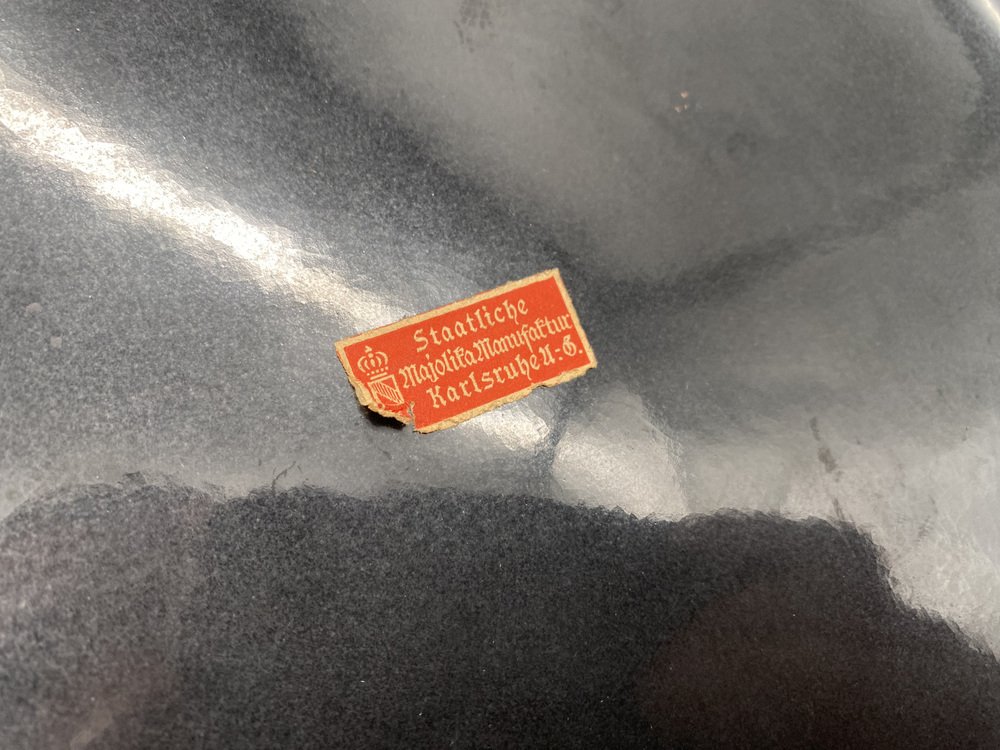 Staatliche
Majolika Manufaktur
Karlsruhe A.-G.